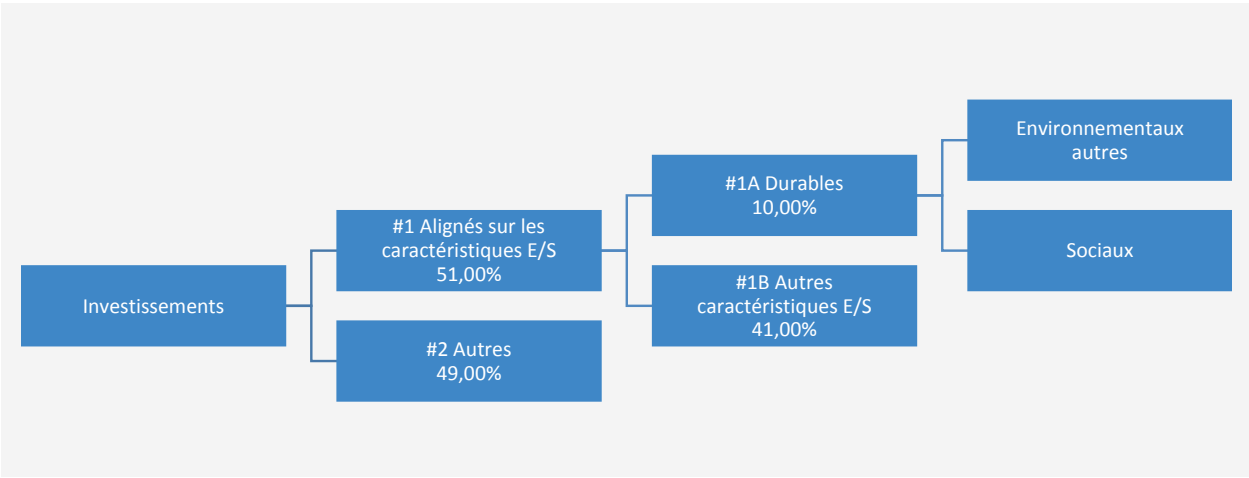 Investissements
#1 Alignés sur les
caractéristiques E/S
51,00%
#2 Autres
49,00%
#1A Durables
10,00%
#1B Autres
caractéristiques E/S
41,00%
Environnementaux
autres
Sociaux